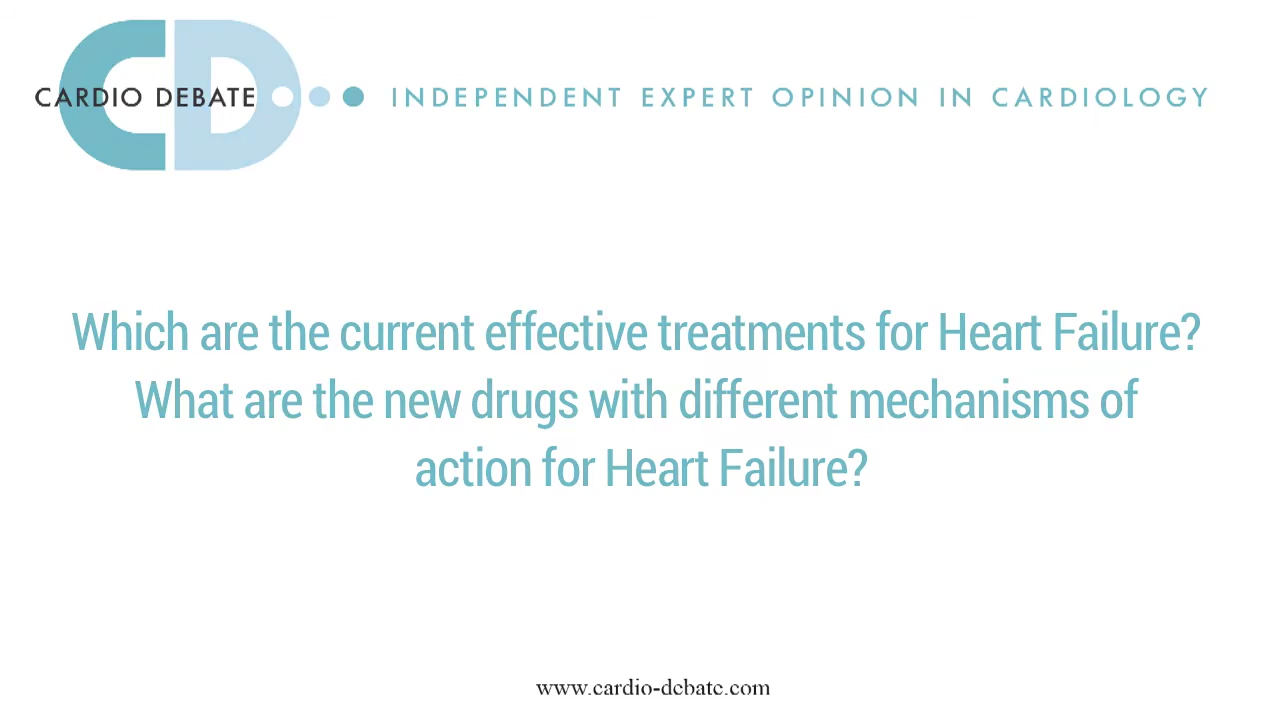 CARDIO DEBATE
INDEPENDENT EXPERT OPINION IN CARDIOLOGY
Which are the current effective treatments for Heart Failure?
What are the new drugs with different mechanisms of
action for Heart Failure?
www.cardio-debate.com